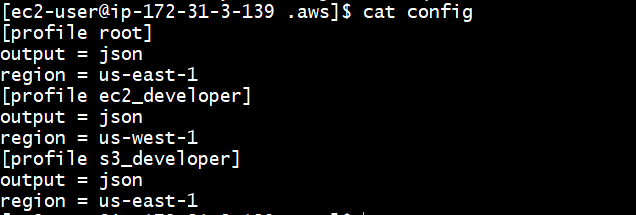 [ec2-user@ip-172-31-3-139 .aws]$ cat config
[profile root]
output = json
region = us-east-1
[profile ec2_developer]
output = json
region = us-west-1
[profile s3_developer]
output = json
region = us-east-1